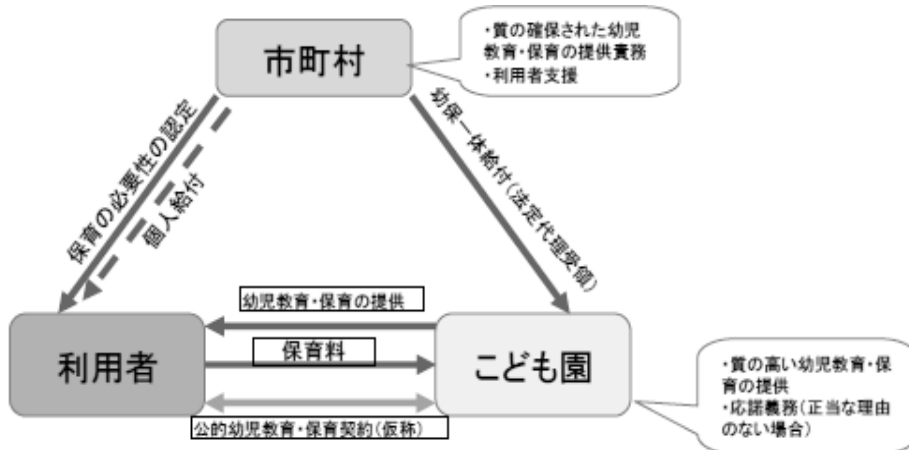 市町村
・質の確保された幼児
教育・保育の提供責務
・利用者支援
保育の必要性の認定
個人給付
幼保一体給付(法定代理受領)
幼児教育・保育の提供
保育料
利用者
こども園
公的幼児教育・保育契約(仮称)
・質の高い幼児教育・保
育の提供
・応諾義務(正当な理由
のない場合)